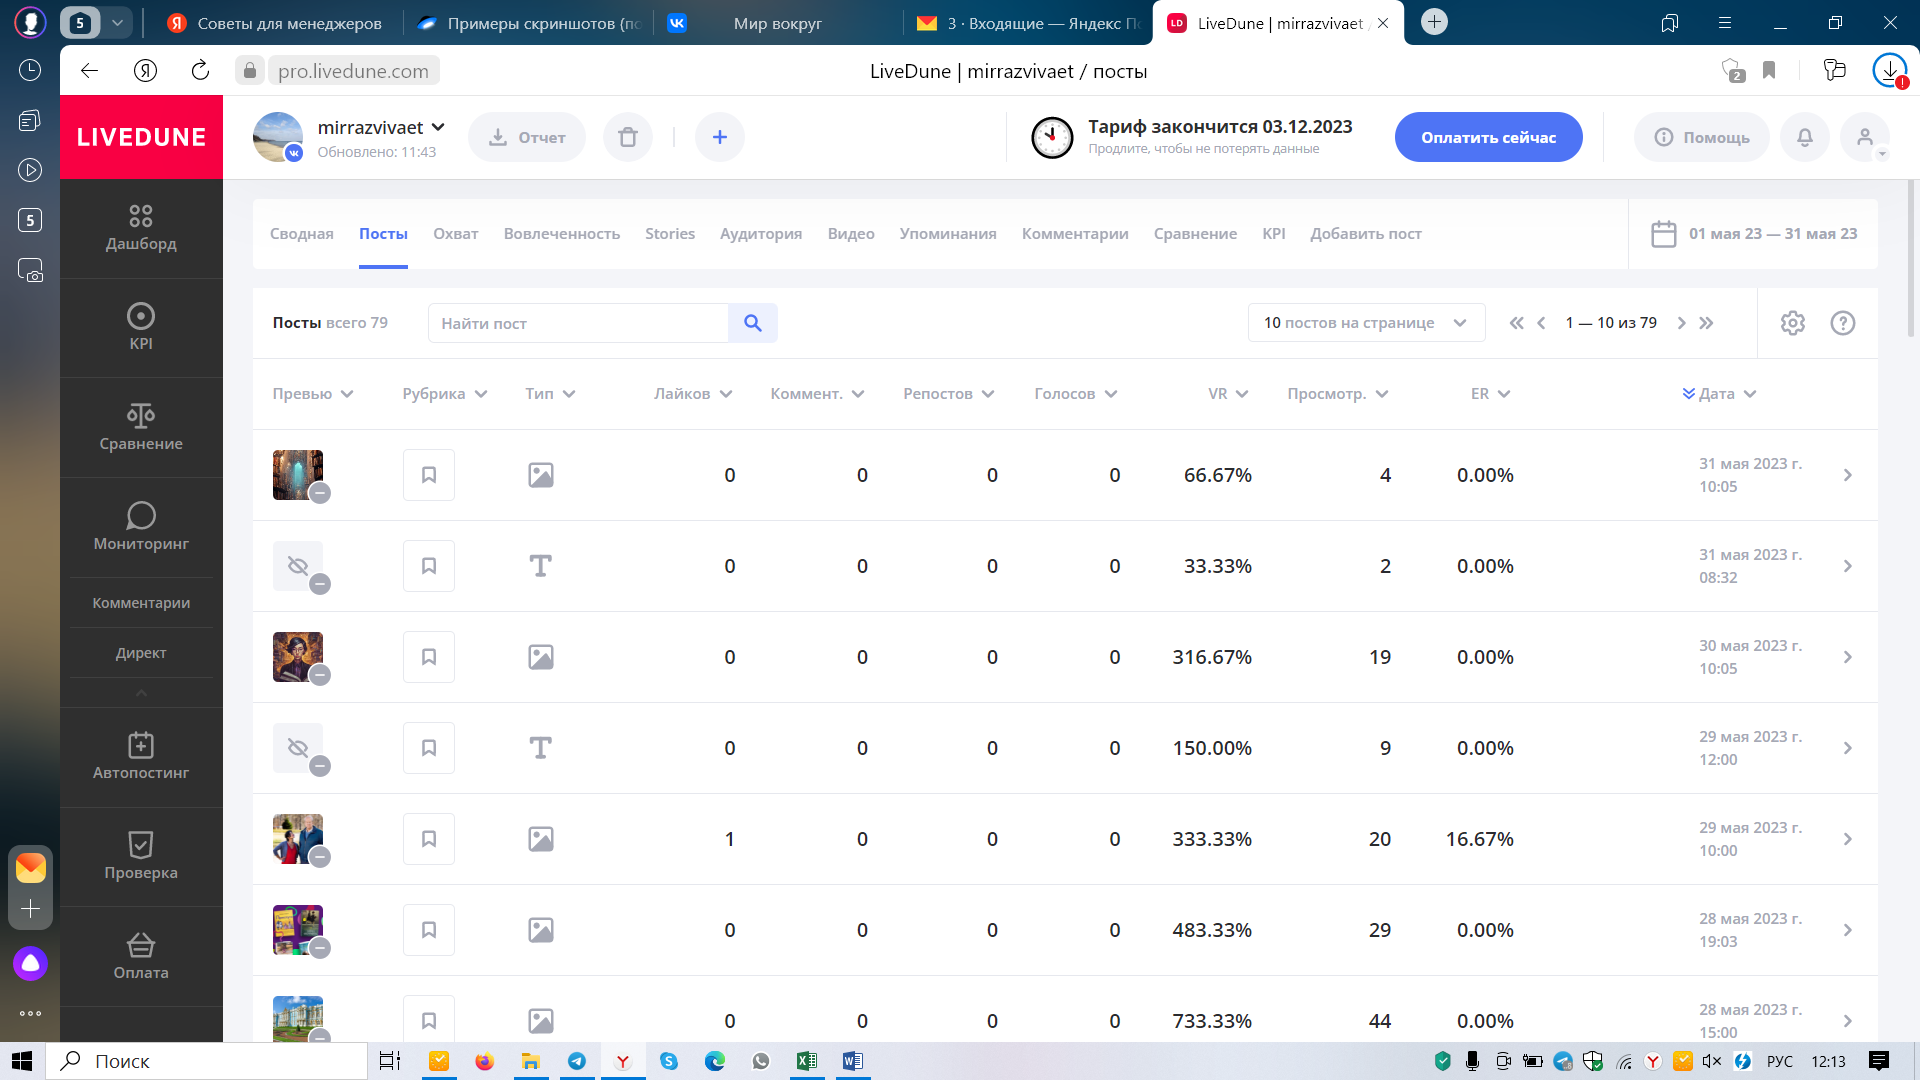 5
Советы для менеджеров
Примеры скриншотов (по
Мир вокруг
3 · Входящие — Яндекс По
LiveDune | mirrazvivaet /
pro.livedune.com
LiveDune | mirrazvivaet / посты
2
5
LIVEDUNE
mirrazvivaet
Обновлено: 11:43
Отчет
Тариф закончится 03.12.2023
Продлите, чтобы не потерять данные
Оплатить сейчас
Помощь
Дашборд
KPI
Сравнение
Мониторинг
Комментарии
Директ
Автопостинг
Проверка
Оплата
Сводная Посты Охват Вовлеченность Stories Аудитория Видео Упоминания Комментарии Сравнение KPI Добавить пост
01 мая 23 — 31 мая 23
Посты всего 79
Найти пост
10 постов на странице
1 — 10 из 79
Превью Рубрика Тип Лайков Коммент. Репостов Голосов VR Просмотр. ER Дата
0 0 0 0 66.67% 4 0.00% 31 мая 2023 г.
10:05
0 0 0 0 33.33% 2 0.00% 31 мая 2023 г.
08:32
0 0 0 0 316.67% 19 0.00% 30 мая 2023 г.
10:05
0 0 0 0 150.00% 9 0.00% 29 мая 2023 г.
12:00
1 0 0 0 333.33% 20 16.67% 29 мая 2023 г.
10:00
0 0 0 0 483.33% 29 0.00% 28 мая 2023 г.
19:03
0 0 0 0 733.33% 44 0.00% 28 мая 2023 г.
15:00
Поиск
РУС
12:13